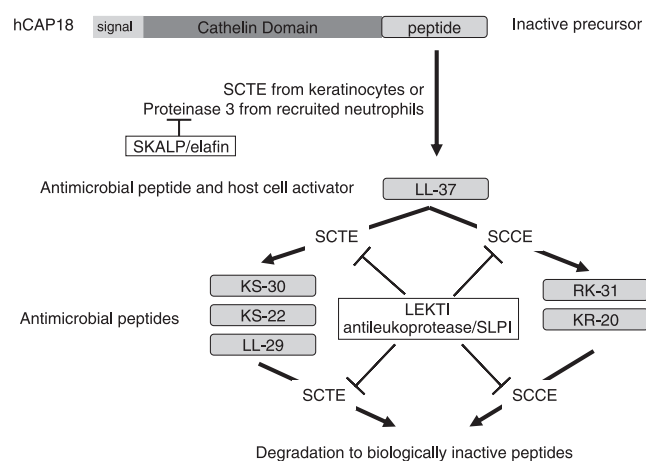 hCAP18 signal Cathelin Domain peptide Inactive precursor
SCTE from keratinocytes or
Proteinase 3 from recruited neutrophils
SKALP/elafin
Antimicrobial peptide and host cell activator LL-37
SCTE SCCE
KS-30
KS-22
LL-29
Antimicrobial peptides
LEKTI
antileukoprotease/SLPI
RK-31
KR-20
SCTE SCCE
Degradation to biologically inactive peptides